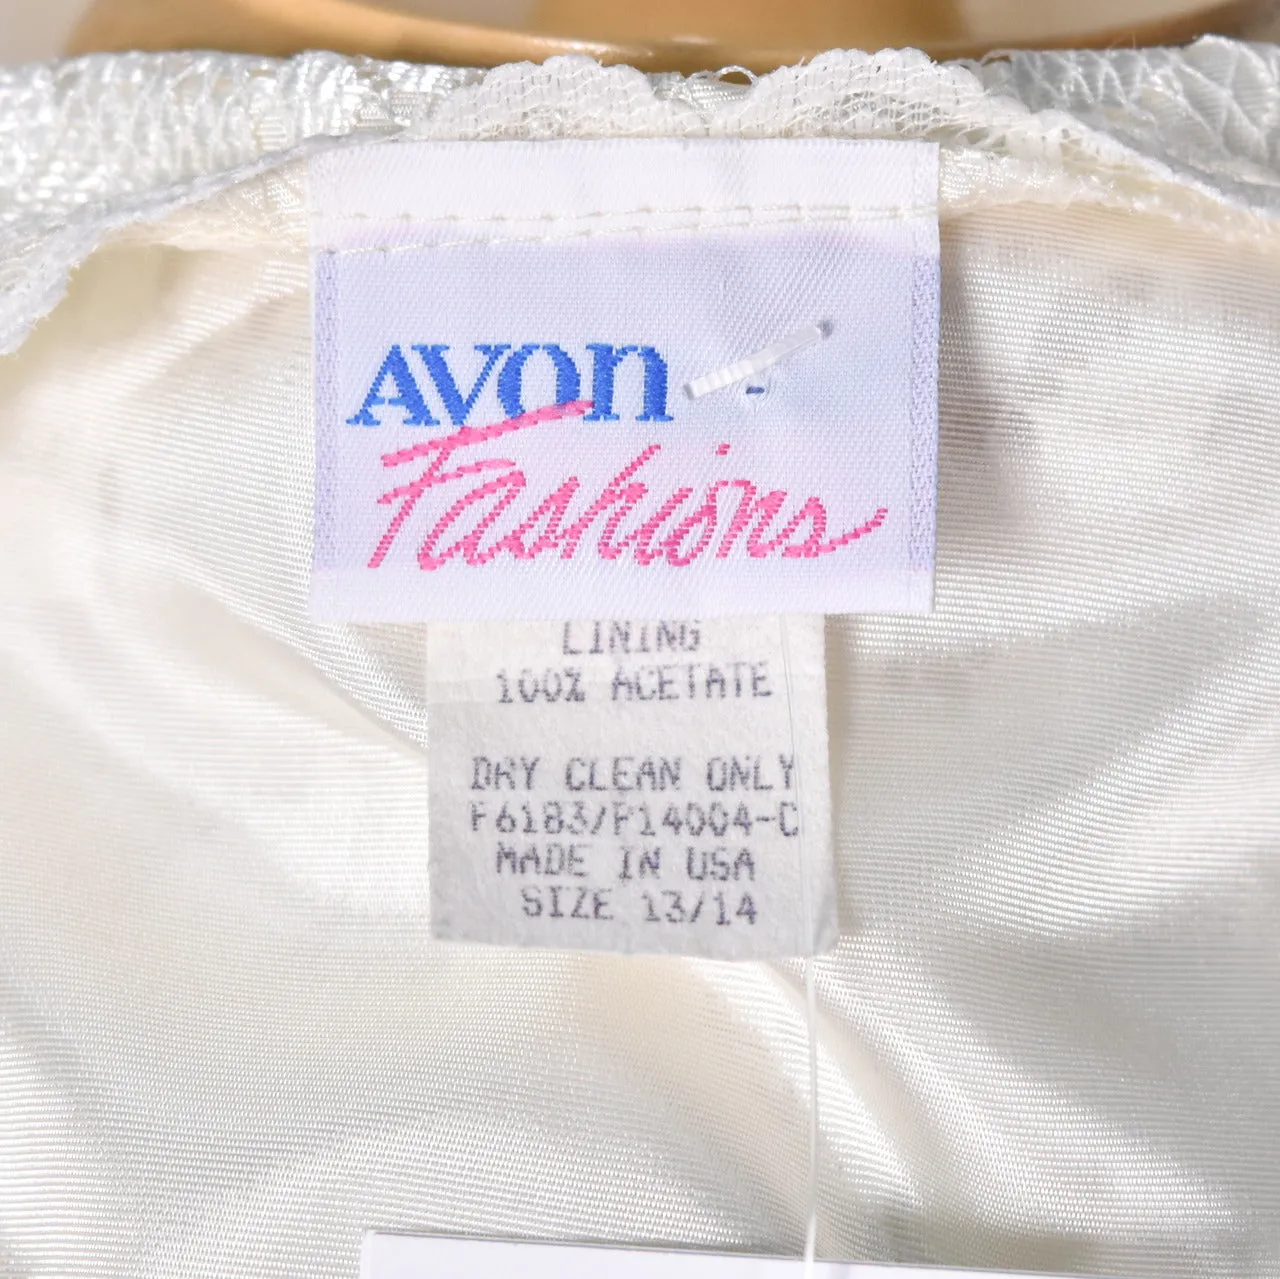 AVON
Fashions
LINING
100% ACETATE
DRY CLEAN ONLY
F6183/F14004-C
MADE IN USA
SIZE 13/14